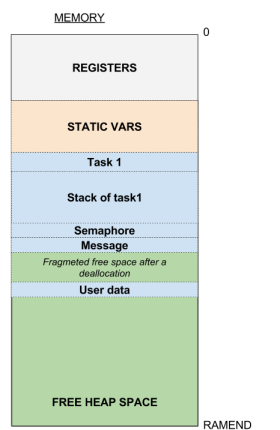 MEMORY
0
REGISTERS
STATIC VARS
Task 1
Stack of task1
Semaphore
Message
Fragmeted free space after a
deallocation
User data
FREE HEAP SPACE
RAMEND